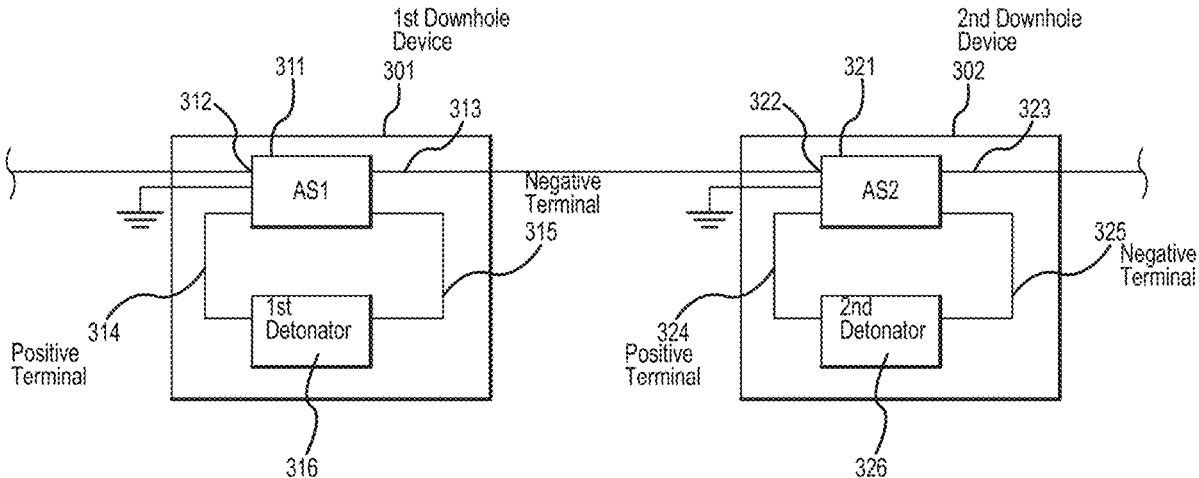 1st Downhole
Device
301
311
312
313
AS1
Negative
Terminal
315
314
Positive
Terminal
1st
Detonator
316
2nd Downhole
Device
302
321
322
323
AS2
325
Negative
Terminal
324
Positive
Terminal
2nd
Detonator
326